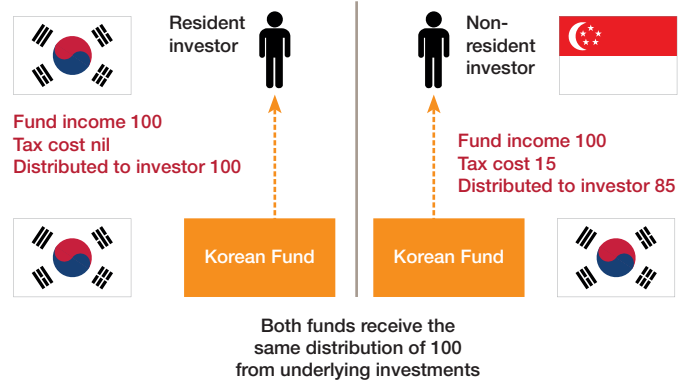 Resident
investor
Fund income 100
Tax cost nil
Distributed to investor 100
Korean Fund
Non-
resident
investor
Fund income 100
Tax cost 15
Distributed to investor 85
Korean Fund
Both funds receive the
same distribution of 100
from underlying investments